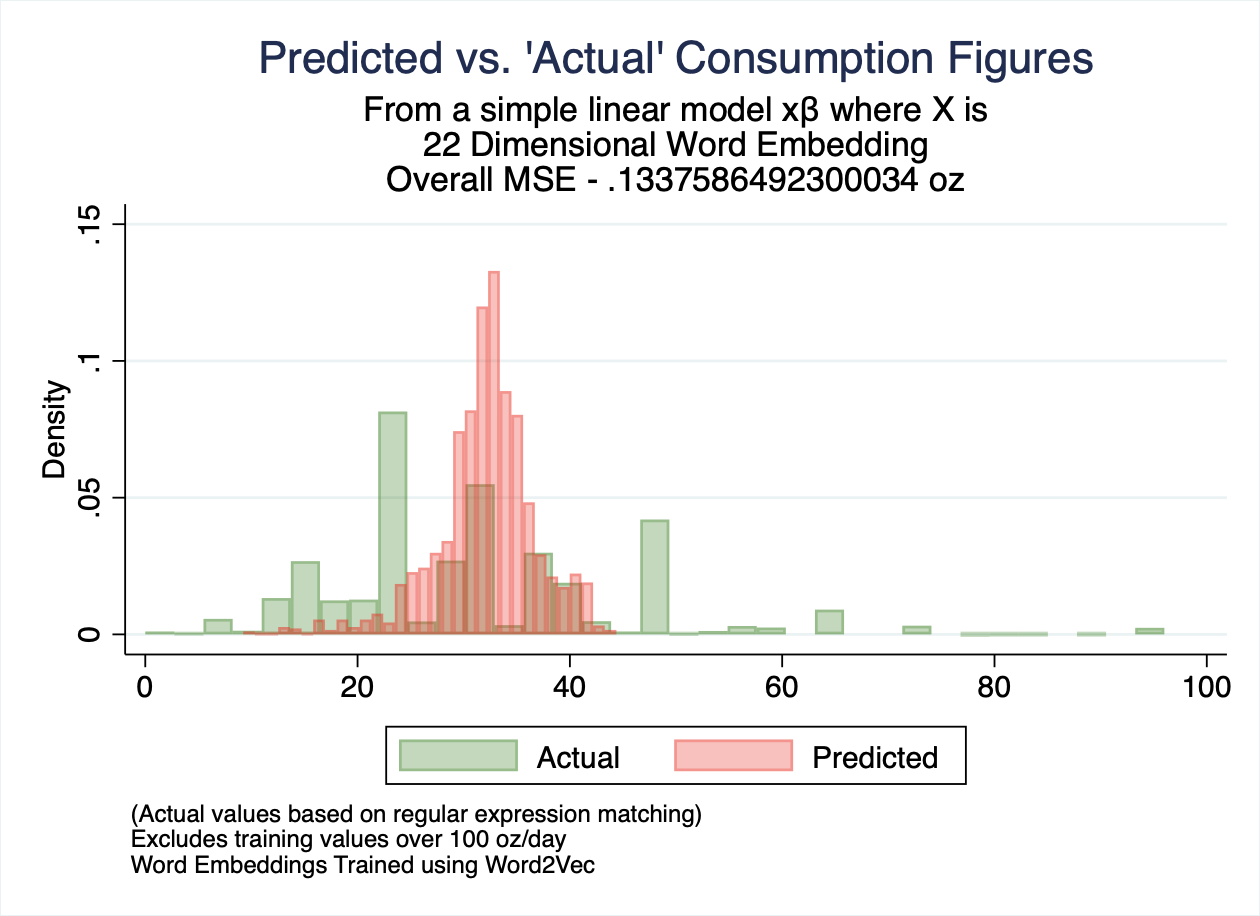 Predicted vs. 'Actual' Consumption Figures
From a simple linear model xβ where X is
22 Dimensional Word Embedding
Overall MSE - .1337586492300034 oz
.15
.1
.05
0
Density
0 20 40 60 80 100
Actual Predicted
(Actual values based on regular expression matching)
Excludes training values over 100 oz/day
Word Embeddings Trained using Word2Vec